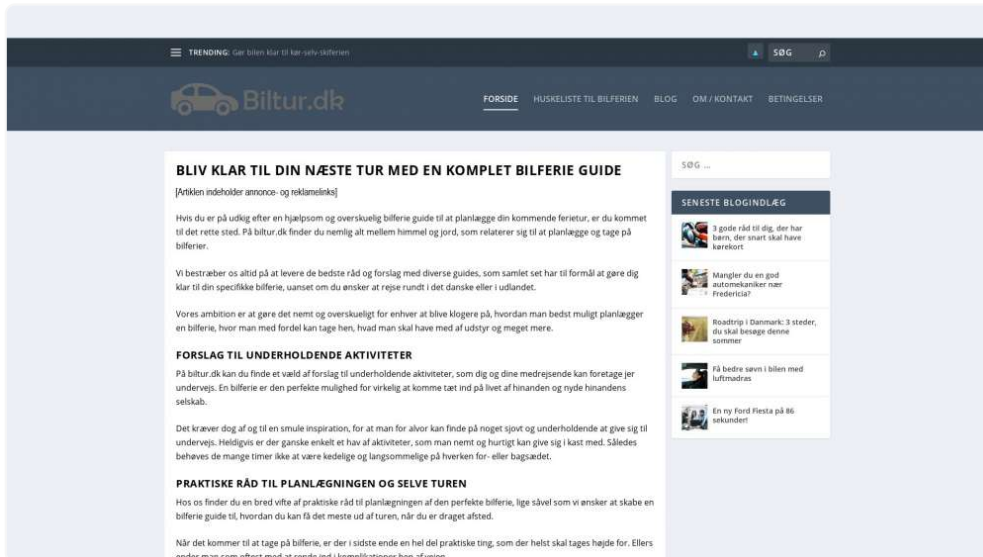 TRENDING: Gør bilen klar til kør-selv-skiferien
SØG
Biltur.dk
FORSIDE HUSKELISTE TIL BILFERIEN BLOG OM / KONTAKT BETINGELSER
BLIV KLAR TIL DIN NÆSTE TUR MED EN KOMPLET BILFERIE GUIDE
[Artiklen indeholder annonce- og reklamelinks]
Hvis du er på udkig efter en hjælpsom og overskuelig bilferie guide til at planlægge din kommende ferietur, er du kommet
til det rette sted. På biltur.dk finder du nemlig alt mellem himmel og jord, som relaterer sig til at planlægge og tage på
bilferier.
Vi bestræber os altid på at levere de bedste råd og forslag med diverse guides, som samlet set har til formål at gøre dig
klar til din specifikke bilferie, uanset om du ønsker at rejse rundt i det danske eller i udlandet.
Vores ambition er at gøre det nemt og overskueligt for enhver at blive klogere på, hvordan man bedst muligt planlægger
en bilferie, hvor man med fordel kan tage hen, hvad man skal have med af udstyr og meget mere.
FORSLAG TIL UNDERHOLDENDE AKTIVITETER
På biltur.dk kan du finde et væld af forslag til underholdende aktiviteter, som dig og dine medrejsende kan foretage jer
undervejs. En bilferie er den perfekte mulighed for virkelig at komme tæt ind på livet af hinanden og nyde hinandens
selskab.
Det kræver dog af og til en smule inspiration, for at man for alvor kan finde på noget sjovt og underholdende at give sig til
undervejs. Heldigvis er der ganske enkelt et hav af aktiviteter, som man nemt og hurtigt kan give sig i kast med. Således
behøves de mange timer ikke at være kedelige og langsommelige på hverken for- eller bagsædet.
PRAKTISKE RÅD TIL PLANLÆGNINGEN OG SELVE TUREN
Hos os finder du en bred vifte af praktiske råd til planlægningen af den perfekte bilferie, lige såvel som vi ønsker at skabe en
bilferie guide til, hvordan du kan få det meste ud af turen, når du er draget afsted.
Når det kommer til at tage på bilferie, er der i sidste ende en hel del praktiske ting, som der helst skal tages højde for. Ellers
ender man som oftest med at rende ind i komplikationer hen af vejen.
SØG ...
SENESTE BLOGINDLÆG
3 gode råd til dig, der har
børn, der snart skal have
kørekort
Mangler du en god
automekaniker nær
Fredericia?
Roadtrip i Danmark: 3 steder,
du skal besøge denne
sommer
Få bedre søvn i bilen med
luftmadras
En ny Ford Fiesta på 86
sekunder!